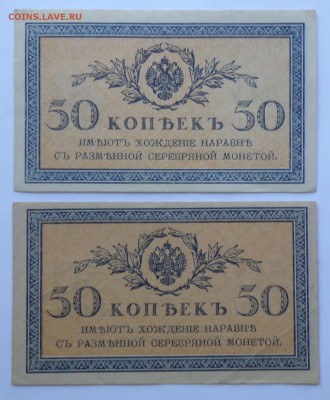 COINS.LAVE.RU
50 КОПѢЕКЪ 50
ИМѢЮТЪ ХОЖДЕНІЕ НАРАВНѢ
СЪ РАЗМѢННОЙ СЕРЕБРЯНОЙ МОНЕТОЙ.
50 КОПѢЕКЪ 50
ИМѢЮТЪ ХОЖДЕНІЕ НАРАВНѢ
СЪ РАЗМѢННОЙ СЕРЕБРЯНОЙ МОНЕТОЙ.